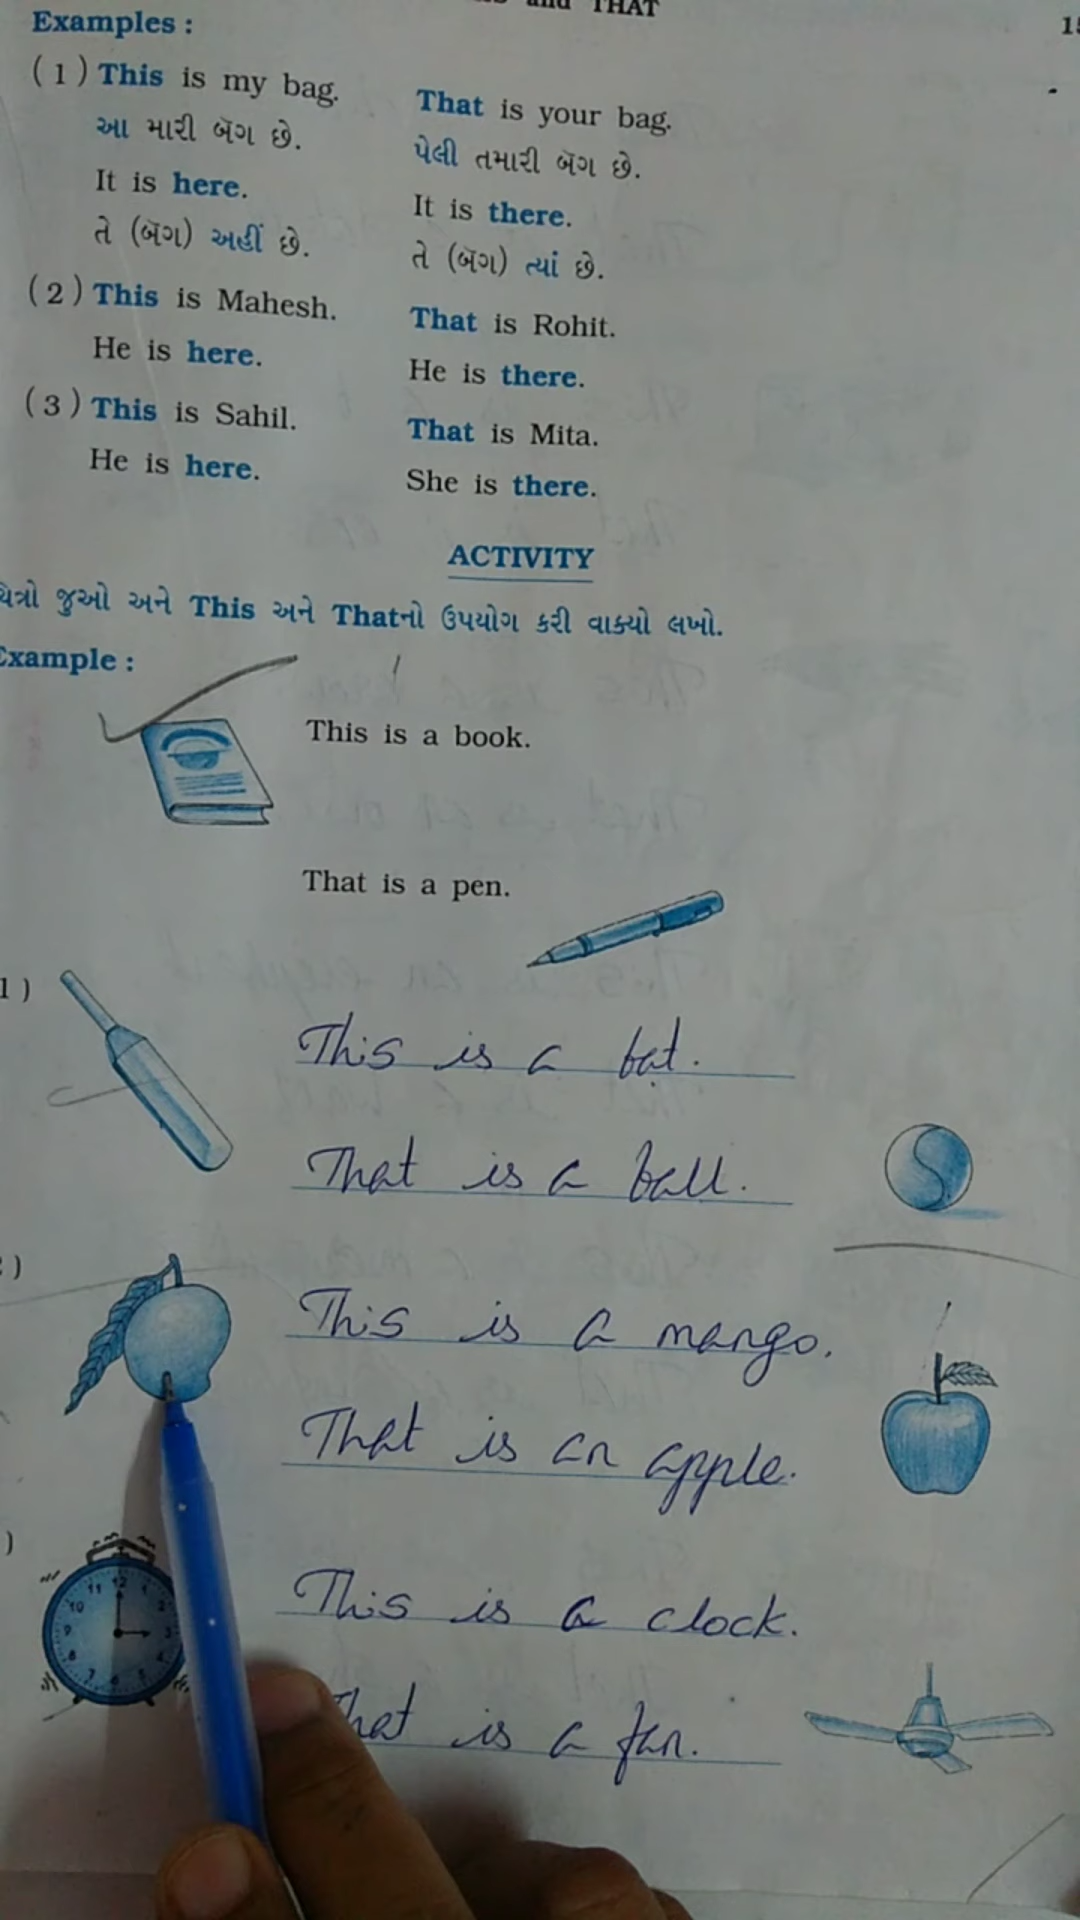 and THAT
Examples :
( 1 ) This is my bag. That is your bag.
આ મારી બૅગ છે. પેલી તમારી બૅગ છે.
It is here. It is there.
તે (બૅગ) અહીં છે. તે (બૅગ) ત્યાં છે.
( 2 ) This is Mahesh. That is Rohit.
He is here. He is there.
( 3 ) This is Sahil. That is Mita.
He is here. She is there.
ACTIVITY
જુઓ અને This અને Thatનો ઉપયોગ કરી વાક્યો લખો.
Example :
This is a book.
That is a pen.
1 )
This is a bat.
That is a ball.
)
This is a mango.
That is an apple.
)
This is a clock.
That is a fan.